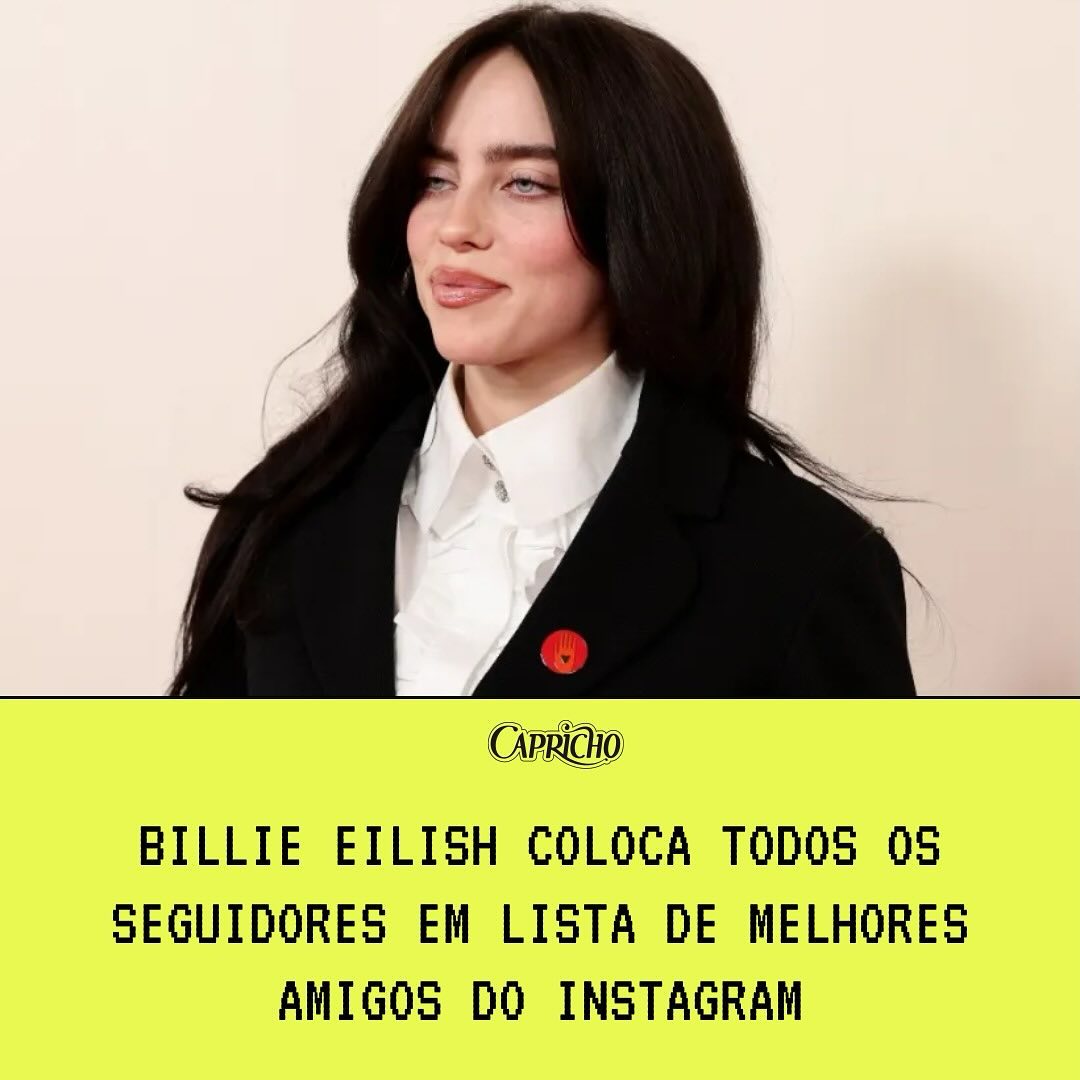 CAPRICHO
BILLIE EILISH COLOCA TODOS OS
SEGUIDORES EM LISTA DE MELHORES
AMIGOS DO INSTAGRAM